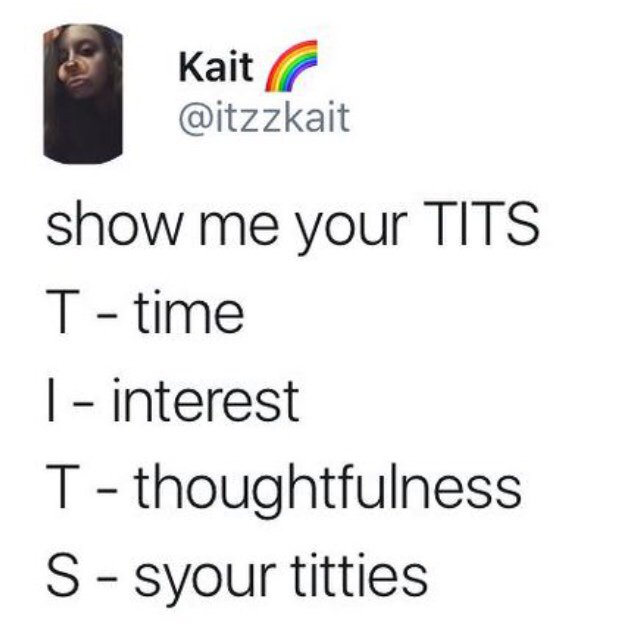 Kait 🌈
@itzzkait
show me your TITS
T - time
I - interest
T - thoughtfulness
S - syour titties